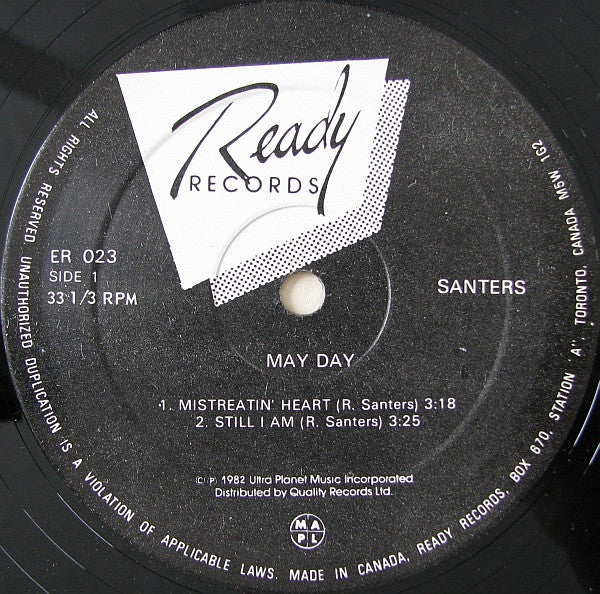 Ready
RECORDS
ER 023
SIDE 1
33 1/3 RPM
SANTERS
MAY DAY
1. MISTREATIN' HEART (R. Santers) 3:18
2. STILL I AM (R. Santers) 3:25
© ℗ 1982 Ultra Planet Music Incorporated
Distributed by Quality Records Ltd.
M A
P L
ALL RIGHTS RESERVED. UNAUTHORIZED DUPLICATION IS A VIOLATION OF APPLICABLE LAWS. MADE IN CANADA, READY RECORDS, BOX 670, STATION 'A', TORONTO, CANADA M5W 1G2